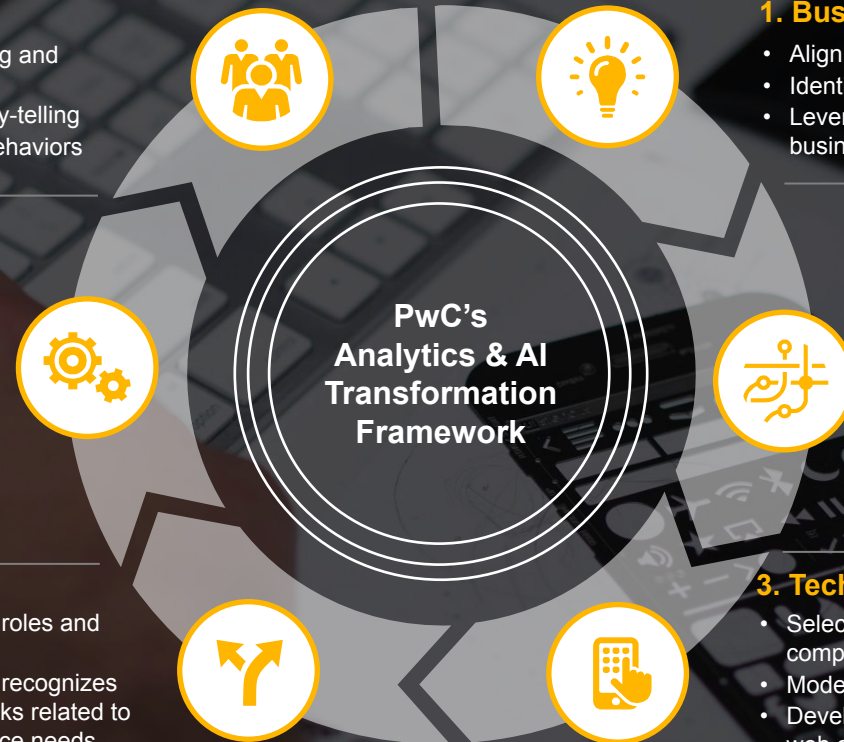 g and
y-telling
ehaviors
1. Bus
• Align
• Ident
• Lever
busin
PwC's
Analytics & AI
Transformation
Framework
roles and
recognizes
ks related to
3. Tech
• Selec
comp
• Mode
• Devel